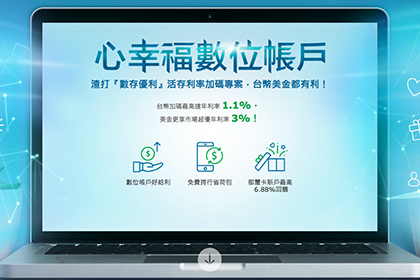 心幸福數位帳戶
渣打『數存優利』活存利率加碼專案，台幣美金都有利！
台幣加碼最高達年利率 1.1%，
美金更享市場超優年利率 3%！
數位帳戶好給利
免費跨行省荷包
御璽卡新戶最高
6.88%回饋